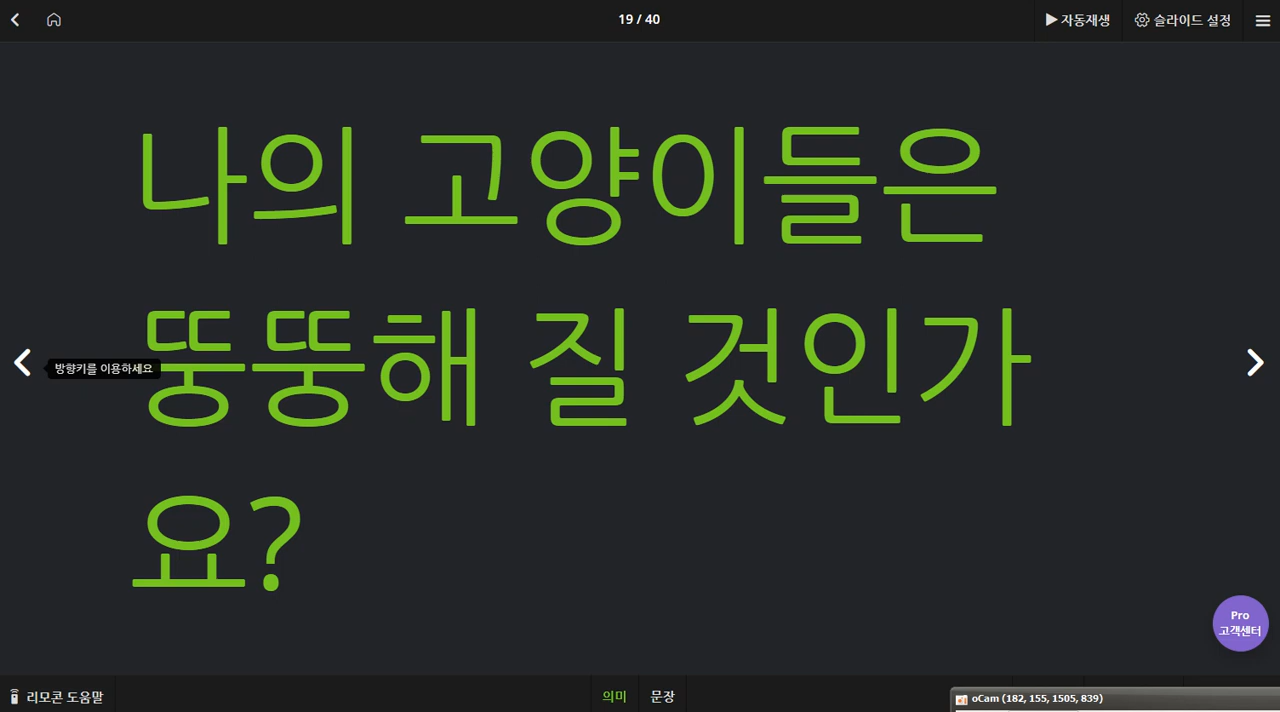 19 / 40
자동재생
슬라이드 설정
나의 고양이들은
뚱뚱해 질 것인가
요?
방향키를 이용하세요
Pro
고객센터
리모콘 도움말
의미
문장
oCam (182, 155, 1505, 839)